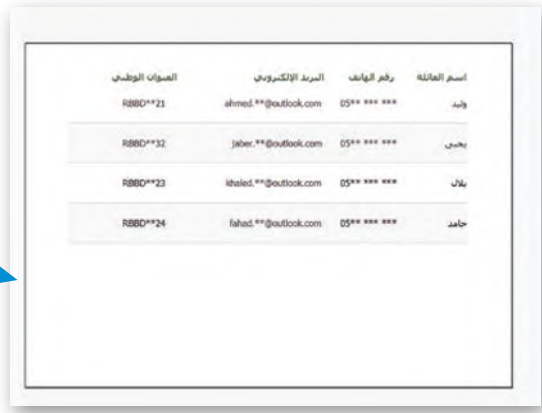 اسم العائلة رقم الهاتف البريد الإلكتروني العنوان الوطني
وليد 05** *** *** ahmed.**@outlook.com RBBD**21
يحيى 05** *** *** jaber.**@outlook.com RBBD**32
بلال 05** *** *** khaled.**@outlook.com RBBD**23
حامد 05** *** *** fahad.**@outlook.com RBBD**24